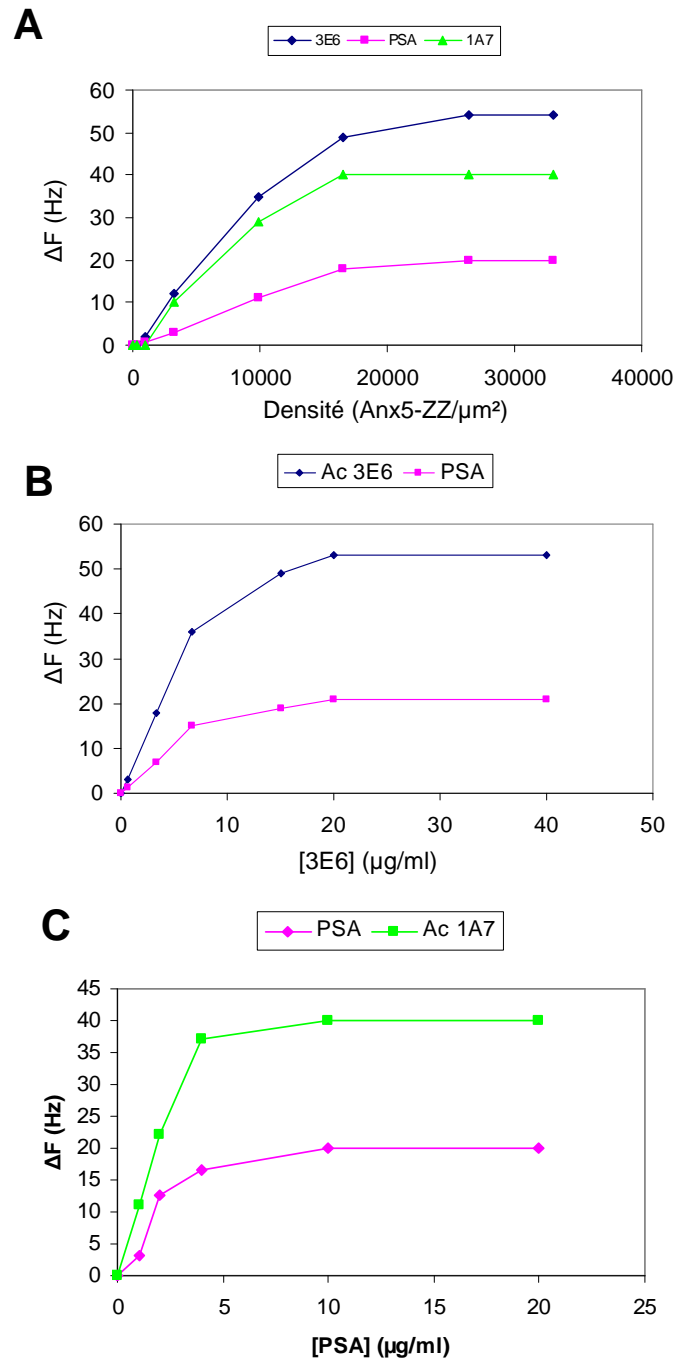 A
3E6 PSA 1A7
60
50
40
30
20
10
0
ΔF (Hz)
0 10000 20000 30000 40000
Densité (Anx5-ZZ/µm²)
B
Ac 3E6 PSA
60
50
40
30
20
10
0
ΔF (Hz)
0 10 20 30 40 50
[3E6] (µg/ml)
C
PSA Ac 1A7
45
40
35
30
25
20
15
10
5
0
ΔF (Hz)
0 5 10 15 20 25
[PSA] (µg/ml)